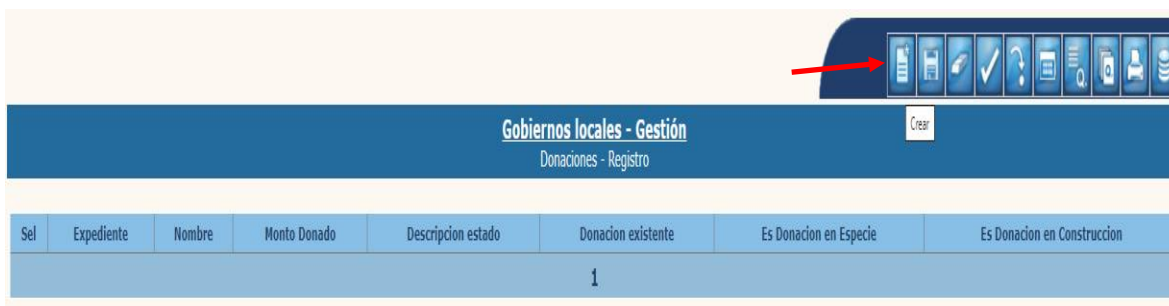 Crear
Gobiernos locales - Gestión
Donaciones - Registro
Sel Expediente Nombre Monto Donado Descripcion estado Donacion existente Es Donacion en Especie Es Donacion en Construccion
1